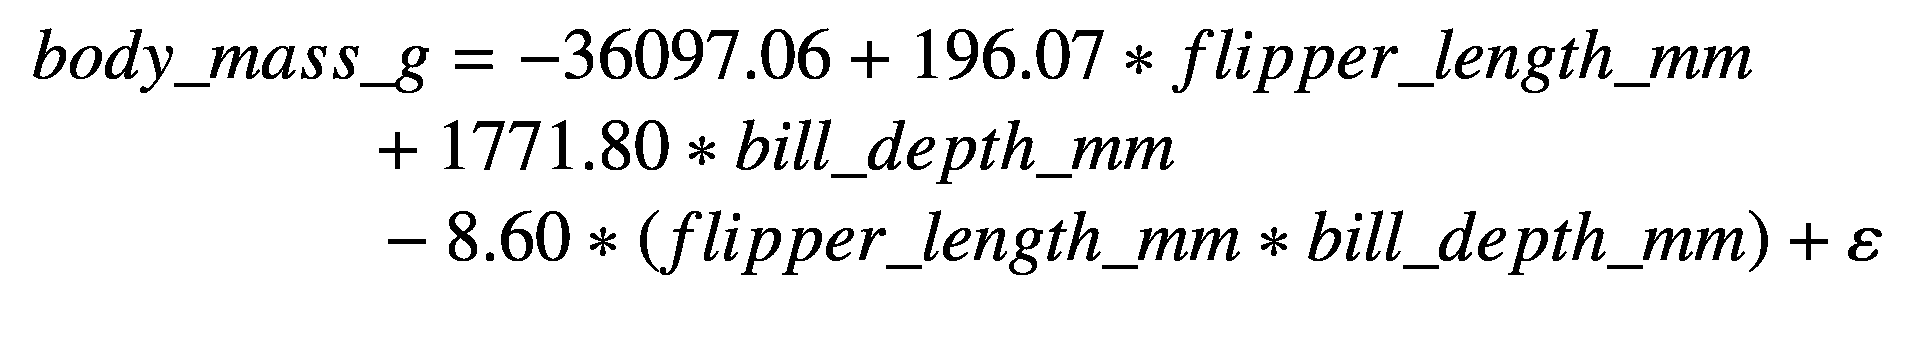 body_mass_g = −36097.06 + 196.07 * flipper_length_mm
+ 1771.80 * bill_depth_mm
− 8.60 * (flipper_length_mm * bill_depth_mm) + ε